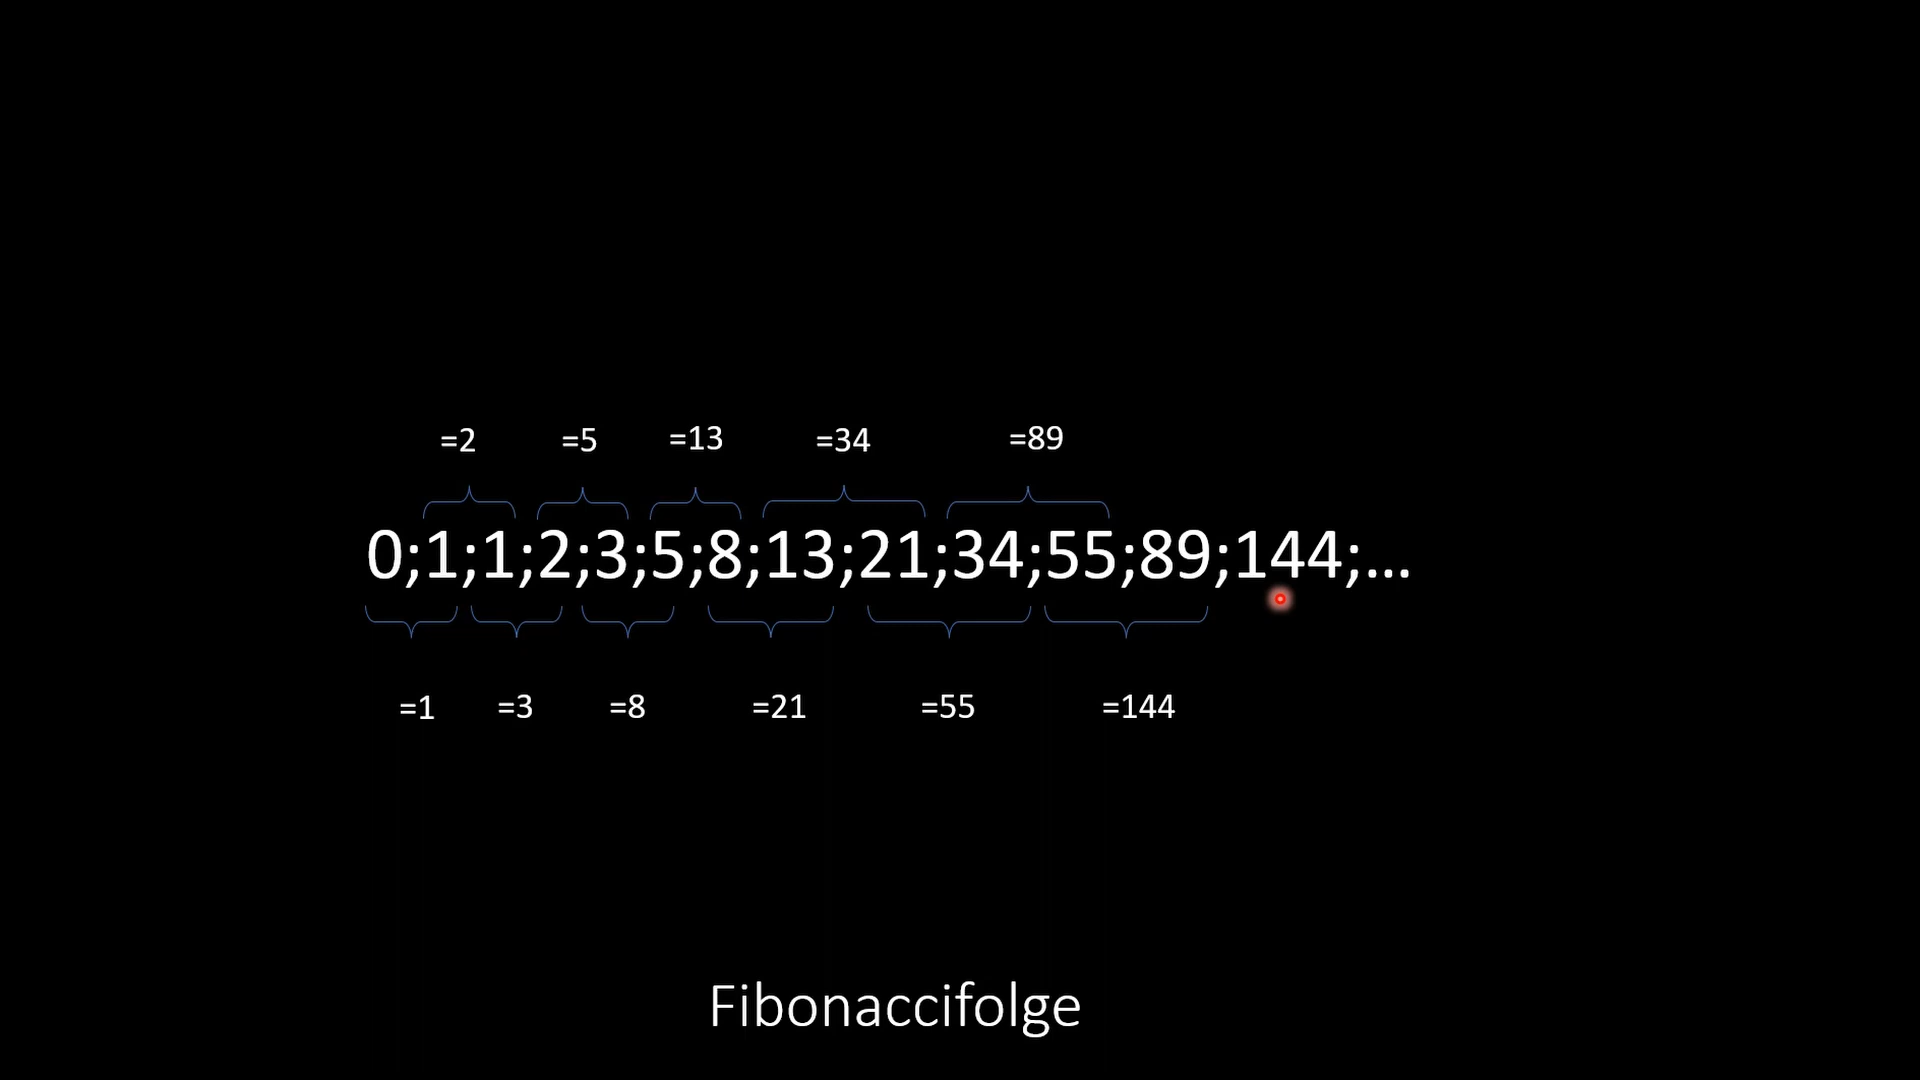 =2 =5 =13 =34 =89
0;1;1;2;3;5;8;13;21;34;55;89;144;...
=1 =3 =8 =21 =55 =144
Fibonaccifolge